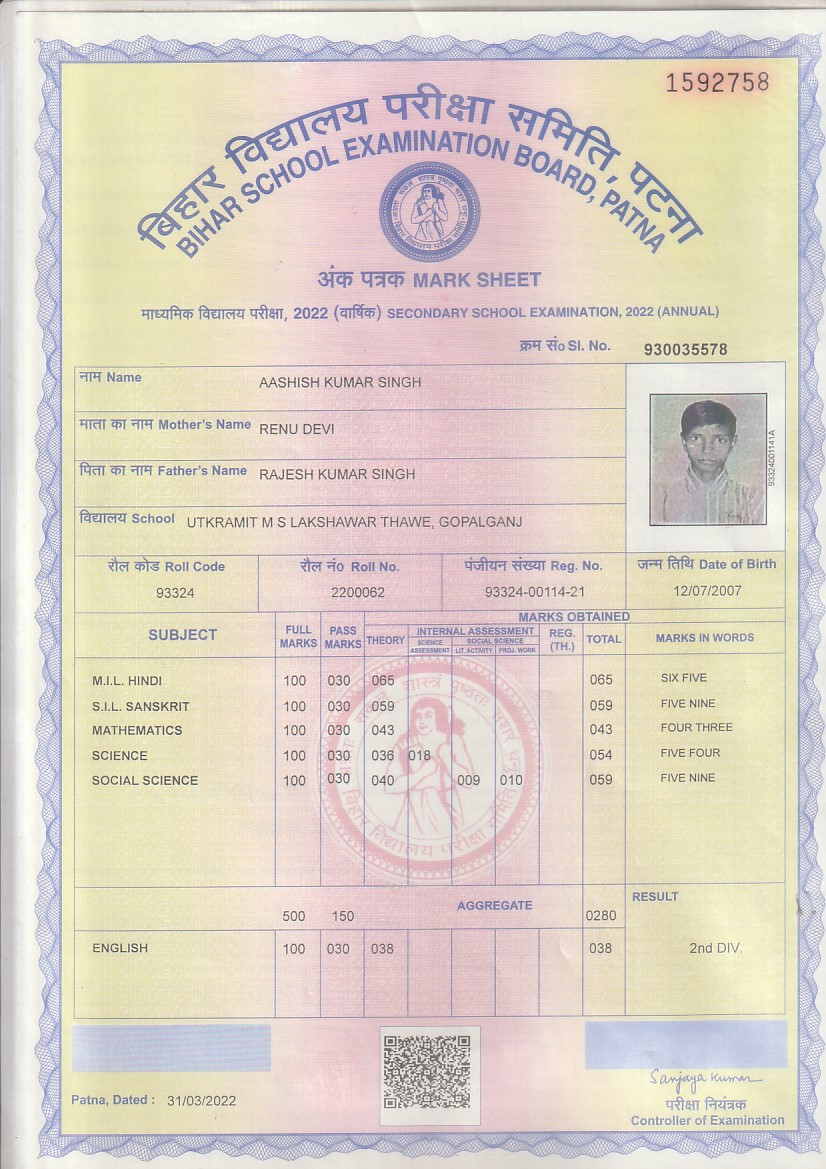 1592758
बिहार विद्यालय परीक्षा समिति, पटना
BIHAR SCHOOL EXAMINATION BOARD, PATNA
अंक पत्रक MARK SHEET
माध्यमिक विद्यालय परीक्षा, 2022 (वार्षिक) SECONDARY SCHOOL EXAMINATION, 2022 (ANNUAL)
क्रम सं० Sl. No. 930035578
नाम Name AASHISH KUMAR SINGH
माता का नाम Mother's Name RENU DEVI
पिता का नाम Father's Name RAJESH KUMAR SINGH
93324001141A
विद्यालय School UTKRAMIT M S LAKSHAWAR THAWE, GOPALGANJ
रौल कोड Roll Code रौल नं० Roll No. पंजीयन संख्या Reg. No. जन्म तिथि Date of Birth
93324 2200062 93324-00114-21 12/07/2007
MARKS OBTAINED
SUBJECT FULL MARKS PASS MARKS THEORY INTERNAL ASSESSMENT REG. (TH.) TOTAL MARKS IN WORDS
SCIENCE ASSESSMENT SOCIAL SCIENCE LIT. ACTIVITY PROJ. WORK
M.I.L. HINDI 100 030 065 065 SIX FIVE
S.I.L. SANSKRIT 100 030 059 059 FIVE NINE
MATHEMATICS 100 030 043 043 FOUR THREE
SCIENCE 100 030 036 018 054 FIVE FOUR
SOCIAL SCIENCE 100 030 040 009 010 059 FIVE NINE
बिहार विद्यालय परीक्षा समिति
AGGREGATE RESULT
500 150 0280
ENGLISH 100 030 038 038 2nd DIV.
Sanjaya Kumar
Patna, Dated : 31/03/2022
परीक्षा नियंत्रक
Controller of Examination